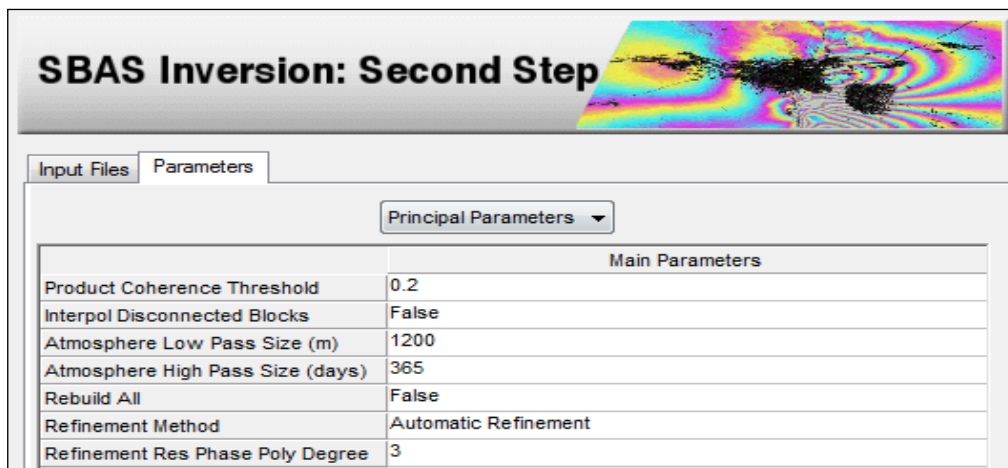 SBAS Inversion: Second Step
Input Files Parameters
Principal Parameters
Main Parameters
Product Coherence Threshold 0.2
Interpol Disconnected Blocks False
Atmosphere Low Pass Size (m) 1200
Atmosphere High Pass Size (days) 365
Rebuild All False
Refinement Method Automatic Refinement
Refinement Res Phase Poly Degree 3